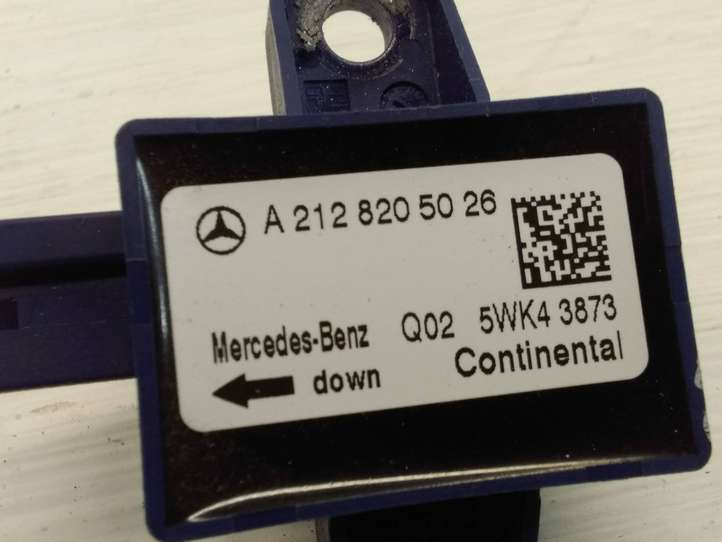 A 212 820 50 26
Mercedes-Benz Q02 5WK4 3873
down Continental